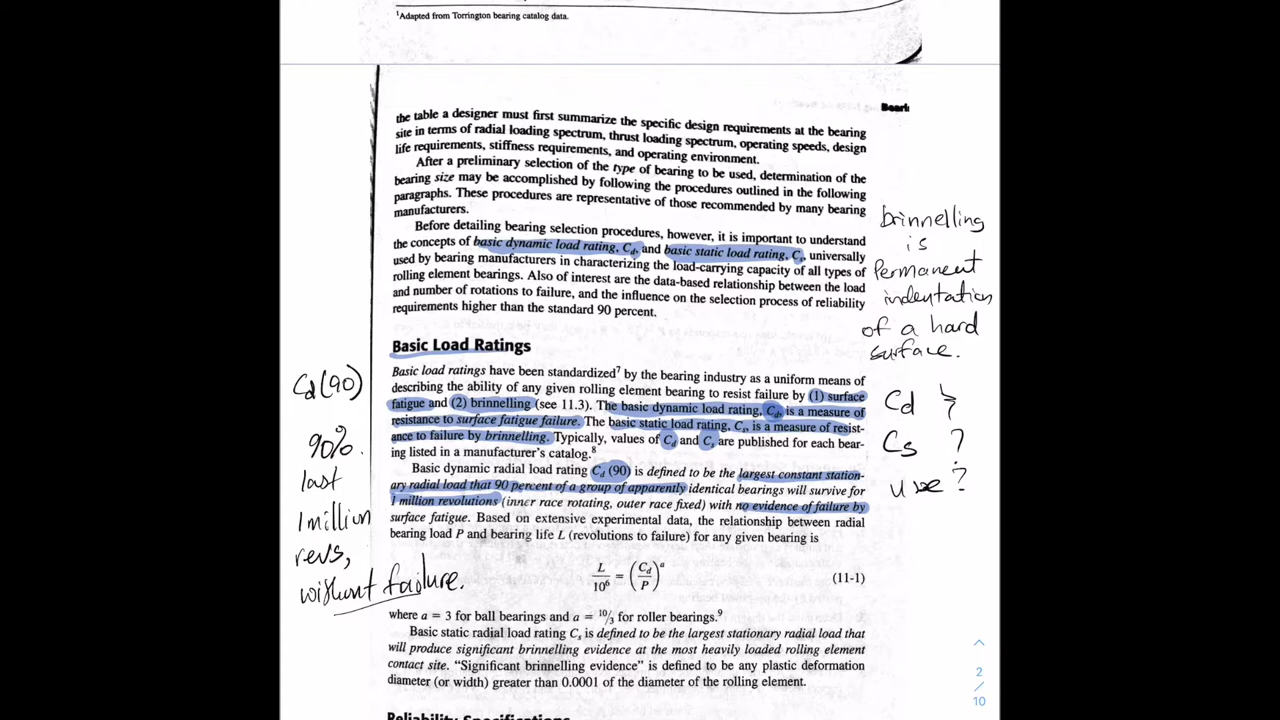 ¹Adapted from Torrington bearing catalog data.
the table a designer must first summarize the specific design requirements at the bearing
site in terms of radial loading spectrum, thrust loading spectrum, operating speeds, design
life requirements, stiffness requirements, and operating environment.
After a preliminary selection of the type of bearing to be used, determination of the
bearing size may be accomplished by following the procedures outlined in the following
paragraphs. These procedures are representative of those recommended by many bearing
manufacturers.
Before detailing bearing selection procedures, however, it is important to understand
the concepts of basic dynamic load rating, Cd, and basic static load rating, Cs, universally
used by bearing manufacturers in characterizing the load-carrying capacity of all types of
rolling element bearings. Also of interest are the data-based relationship between the load
and number of rotations to failure, and the influence on the selection process of reliability
requirements higher than the standard 90 percent.
brinnelling
is
permanent
indentation
of a hard
surface.
Basic Load Ratings
Basic load ratings have been standardized⁷ by the bearing industry as a uniform means of
describing the ability of any given rolling element bearing to resist failure by (1) surface
fatigue and (2) brinnelling (see 11.3). The basic dynamic load rating, Cd, is a measure of
resistance to surface fatigue failure. The basic static load rating, Cs, is a measure of resist-
ance to failure by brinnelling. Typically, values of Cd and Cs are published for each bear-
ing listed in a manufacturer's catalog.⁸
Basic dynamic radial load rating Cd (90) is defined to be the largest constant station-
ary radial load that 90 percent of a group of apparently identical bearings will survive for
1 million revolutions (inner race rotating, outer race fixed) with no evidence of failure by
surface fatigue. Based on extensive experimental data, the relationship between radial
bearing load P and bearing life L (revolutions to failure) for any given bearing is
Cd
Cs ?
use ?
Cd(90)
90%
last
1 million
revs,
without failure.
L/10⁶ = (Cd/P)ᵃ (11-1)
where a = 3 for ball bearings and a = 10/3 for roller bearings.⁹
Basic static radial load rating Cs is defined to be the largest stationary radial load that
will produce significant brinnelling evidence at the most heavily loaded rolling element
contact site. "Significant brinnelling evidence" is defined to be any plastic deformation
diameter (or width) greater than 0.0001 of the diameter of the rolling element.
Reliability Specifications
2
/
10